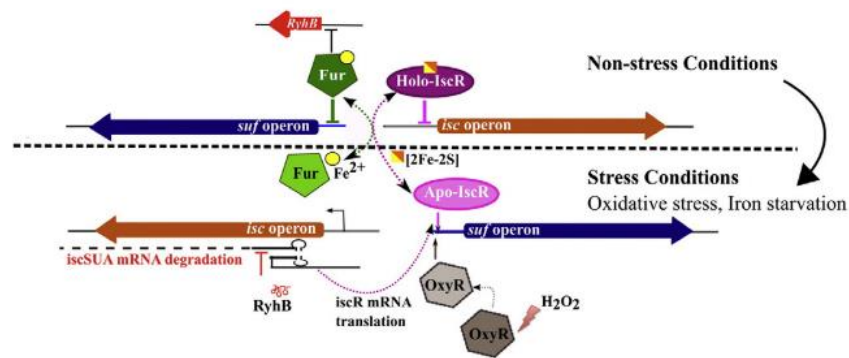 RyhB
Fur
Holo-IscR
Non-stress Conditions
suf operon
isc operon
Fur
Fe2+
[2Fe-2S]
Apo-IscR
Stress Conditions
Oxidative stress, Iron starvation
isc operon
suf operon
iscSUA mRNA degradation
RyhB
iscR mRNA
translation
OxyR
H2O2
OxyR